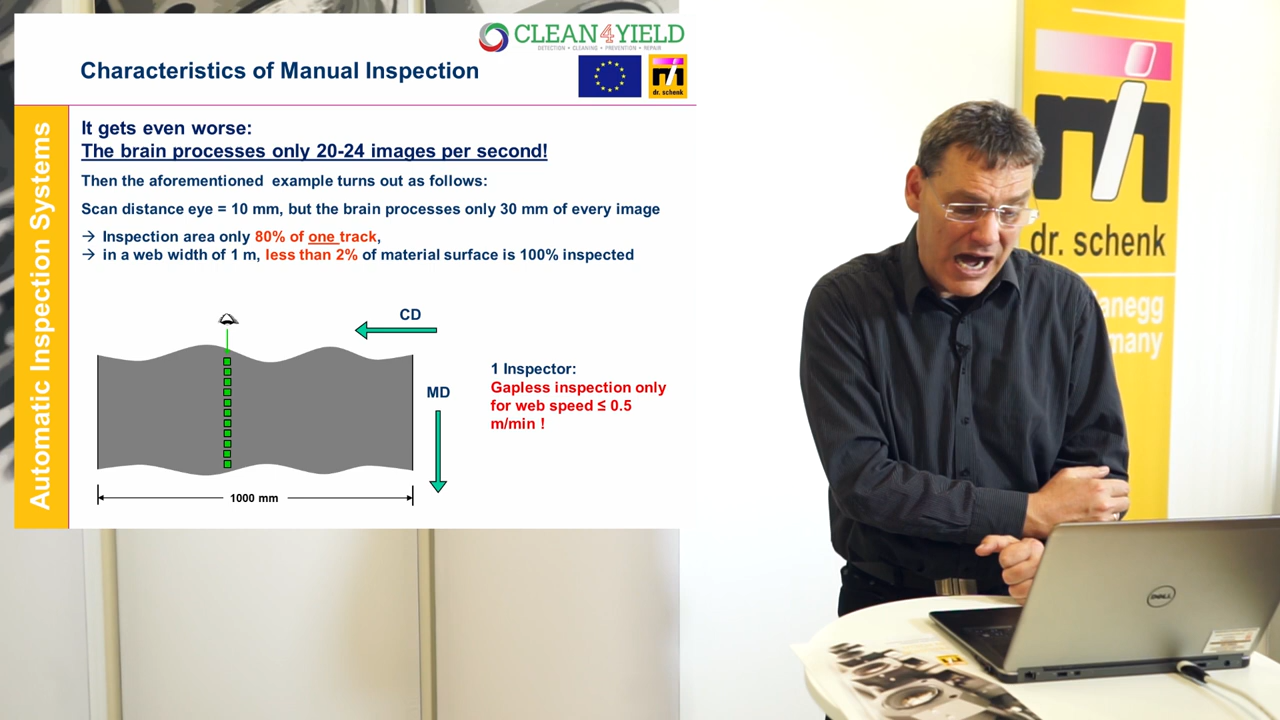 CLEAN4YIELD
DETECTION • CLEANING • PREVENTION • REPAIR
Characteristics of Manual Inspection
dr. schenk
Automatic Inspection Systems
It gets even worse:
The brain processes only 20-24 images per second!
Then the aforementioned example turns out as follows:
Scan distance eye = 10 mm, but the brain processes only 30 mm of every image
→ Inspection area only 80% of one track,
→ in a web width of 1 m, less than 2% of material surface is 100% inspected
CD
MD
1 Inspector:
Gapless inspection only
for web speed ≤ 0.5
m/min !
1000 mm
dr. schenk
anegg
many
DELL